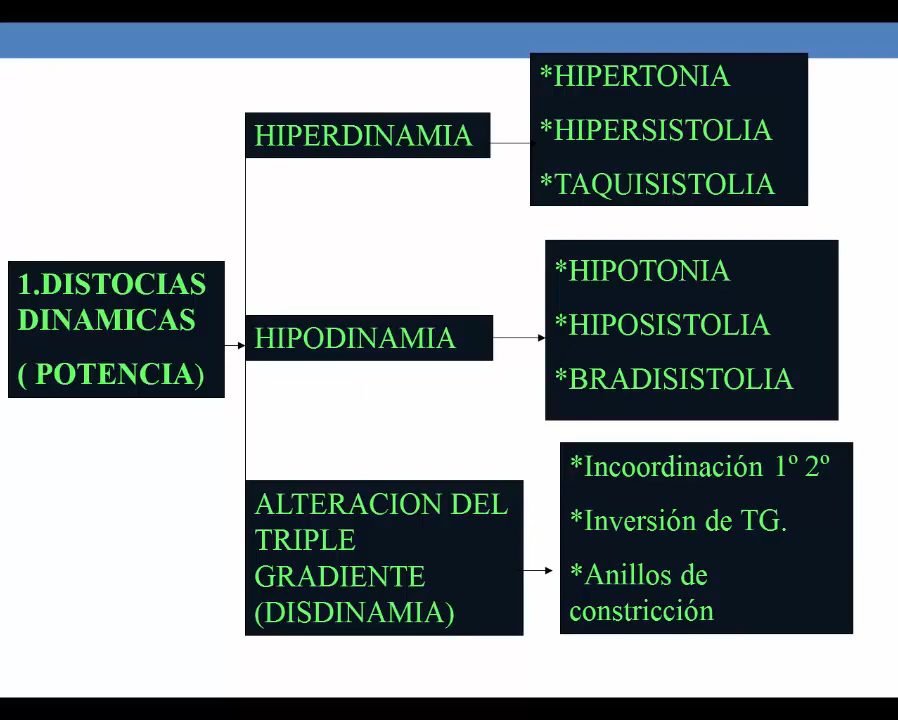 1.DISTOCIAS
DINAMICAS
( POTENCIA)
HIPERDINAMIA
*HIPERTONIA
*HIPERSISTOLIA
*TAQUISISTOLIA
HIPODINAMIA
*HIPOTONIA
*HIPOSISTOLIA
*BRADISISTOLIA
ALTERACION DEL
TRIPLE
GRADIENTE
(DISDINAMIA)
*Incoordinación 1º 2º
*Inversión de TG.
*Anillos de
constricción